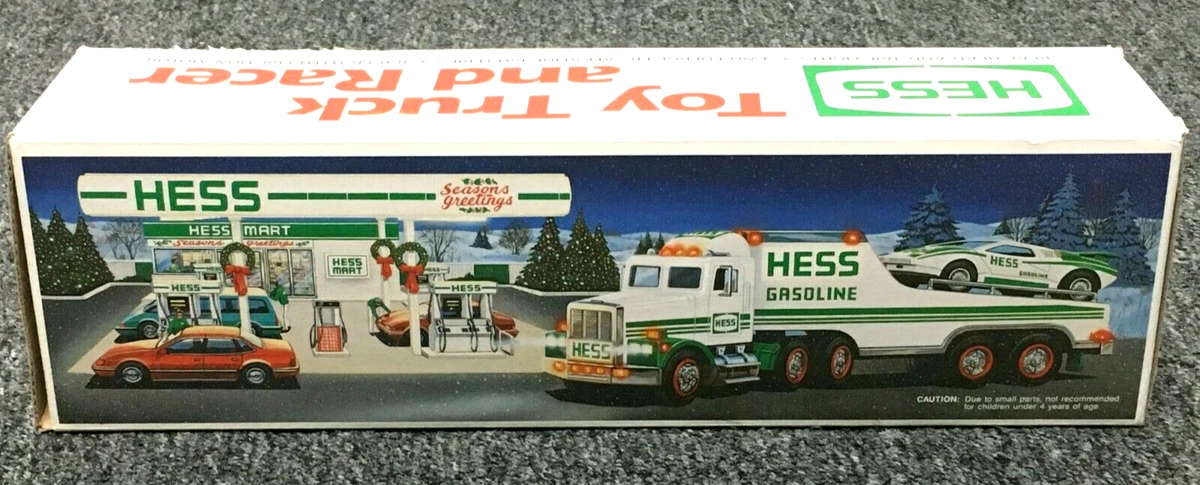 HESS
Toy Truck
and Racer
HESS
Seasons
Greetings
HESS MART
Seasons Greetings
HESS
MART
HESS
HESS
HESS
GASOLINE
HESS
GASOLINE
HESS
HESS
CAUTION: Due to small parts, not recommended
for children under 4 years of age.